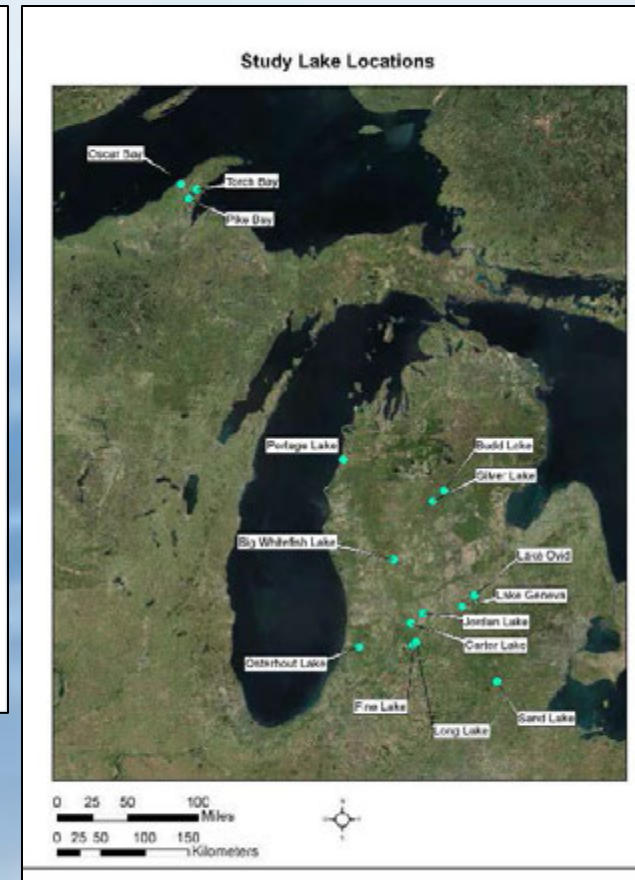 Study Lake Locations
Oscar Bay
Torch Bay
Pike Bay
Portage Lake
Budd Lake
Silver Lake
Big Whitefish Lake
Lake Ovid
Lake Geneva
Jordan Lake
Carter Lake
Osterhout Lake
Fine Lake
Sand Lake
Long Lake
0 25 50 100
Miles
0 25 50 100 150
Kilometers